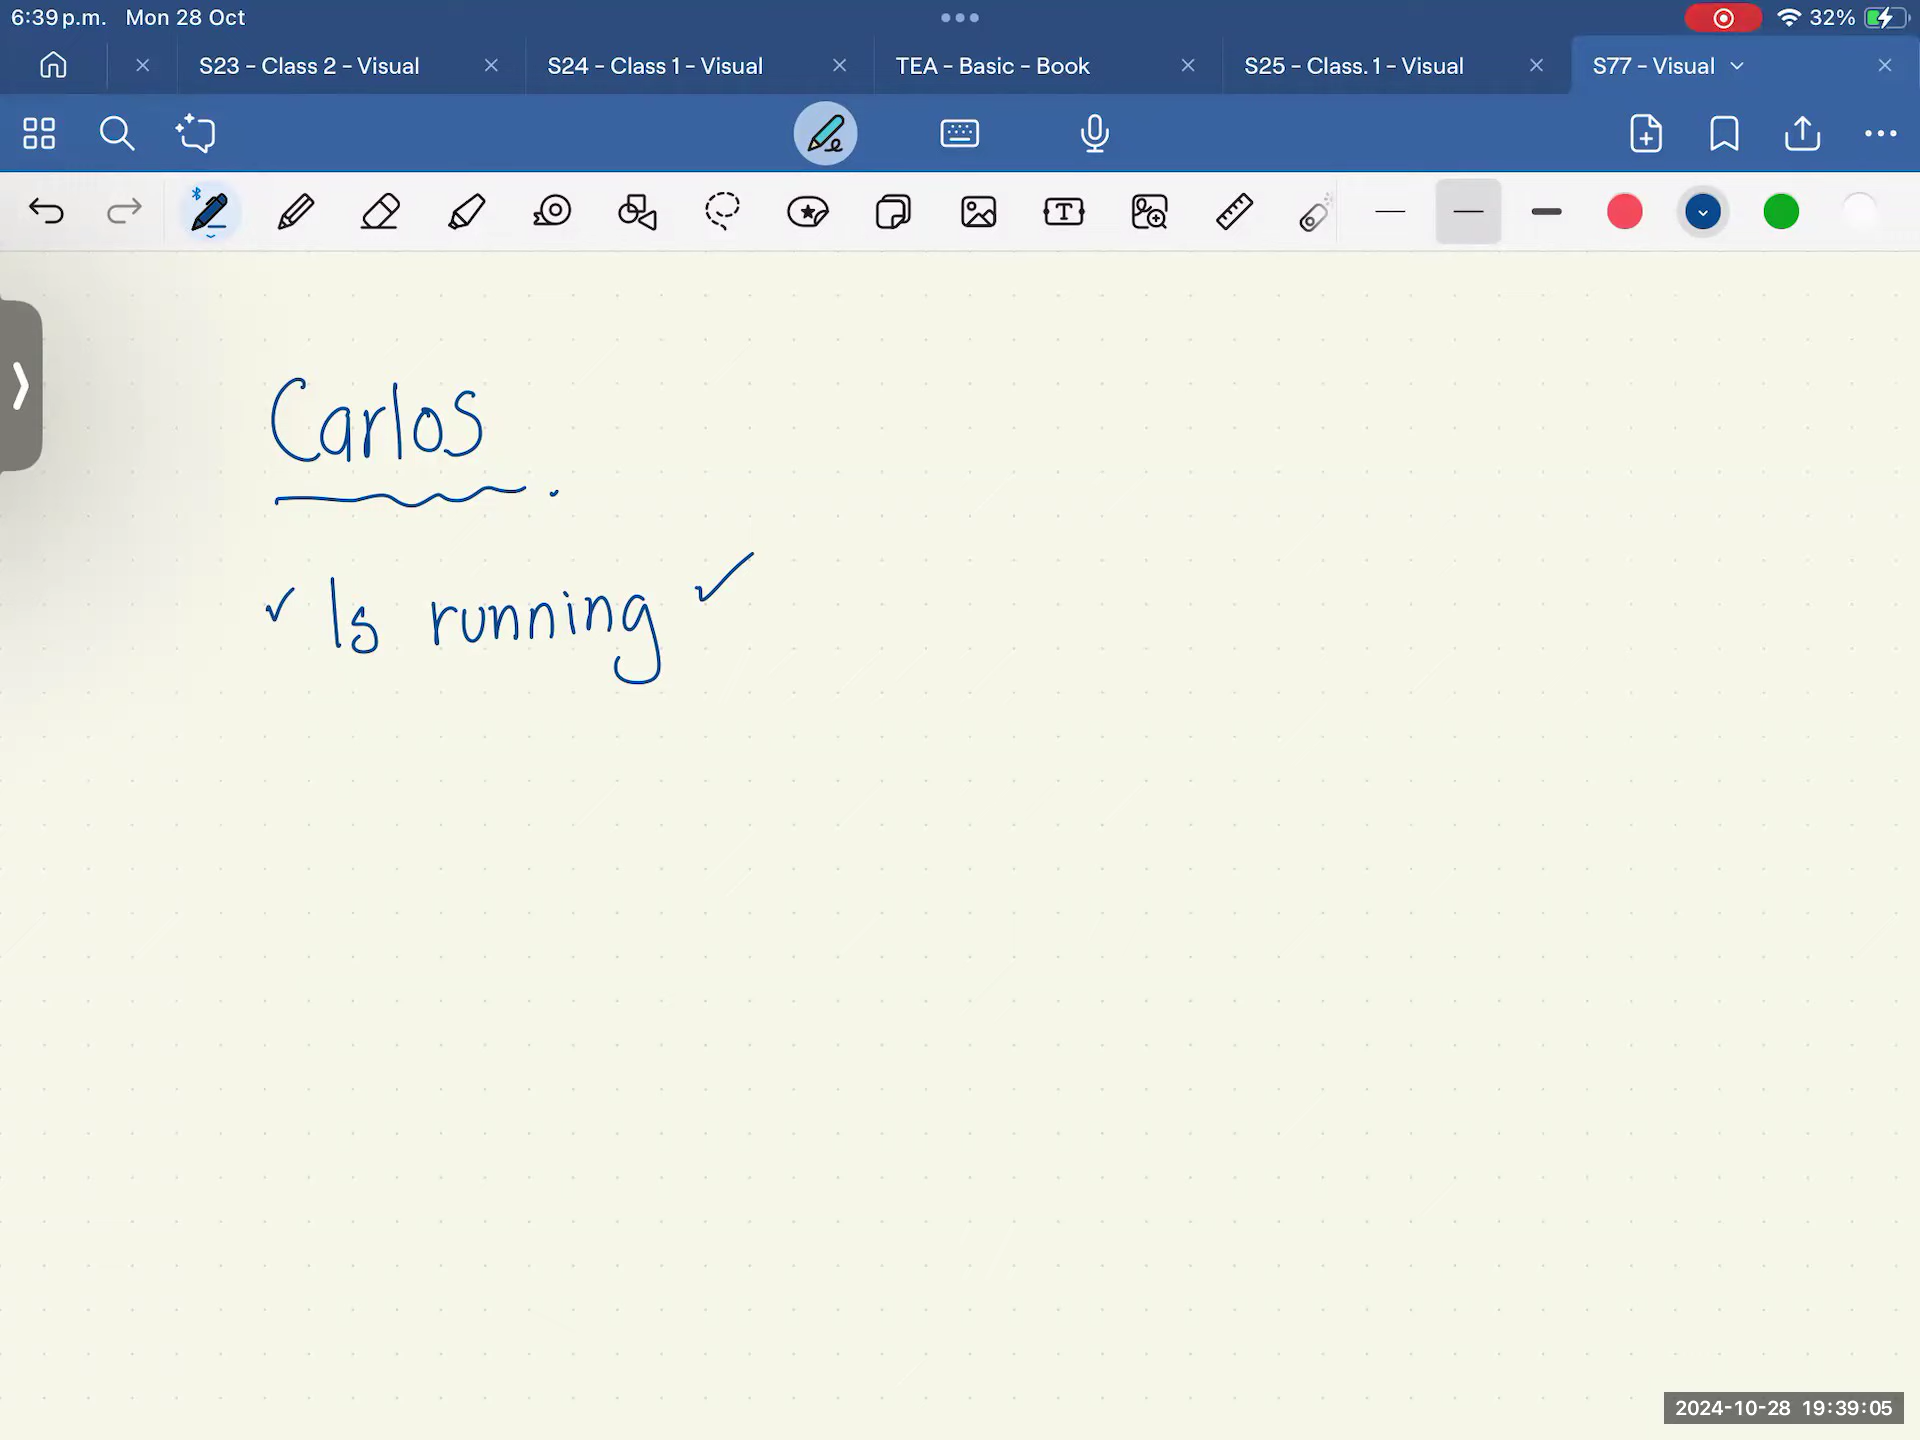 6:39 p.m. Mon 28 Oct
32%
S23 - Class 2 - Visual
S24 - Class 1 - Visual
TEA - Basic - Book
S25 - Class. 1 - Visual
S77 - Visual
Carlos
✓ Is running ✓
2024-10-28 19:39:05